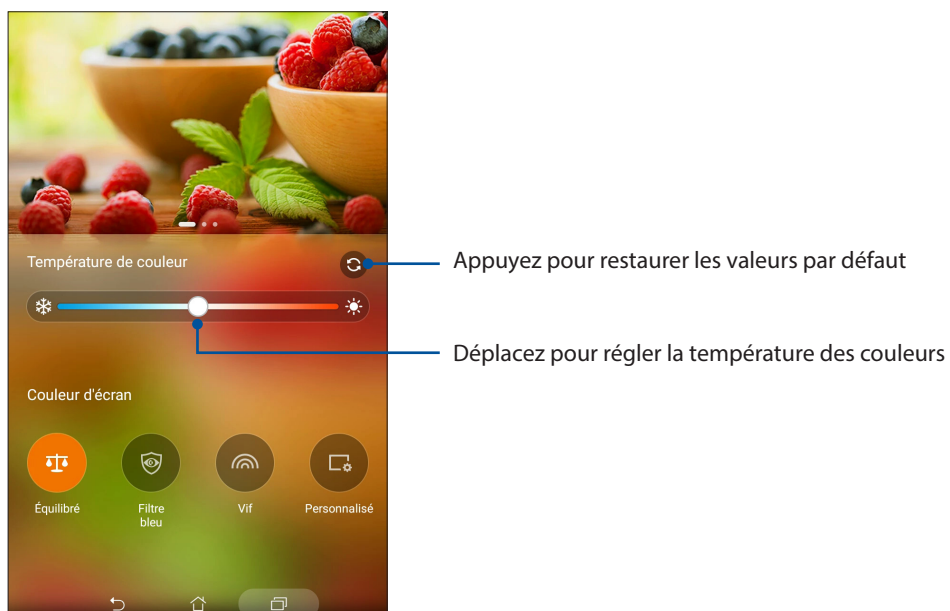 Température de couleur
Appuyez pour restaurer les valeurs par défaut
Déplacez pour régler la température des couleurs
Couleur d'écran
Équilibré
Filtre
bleu
Vif
Personnalisé